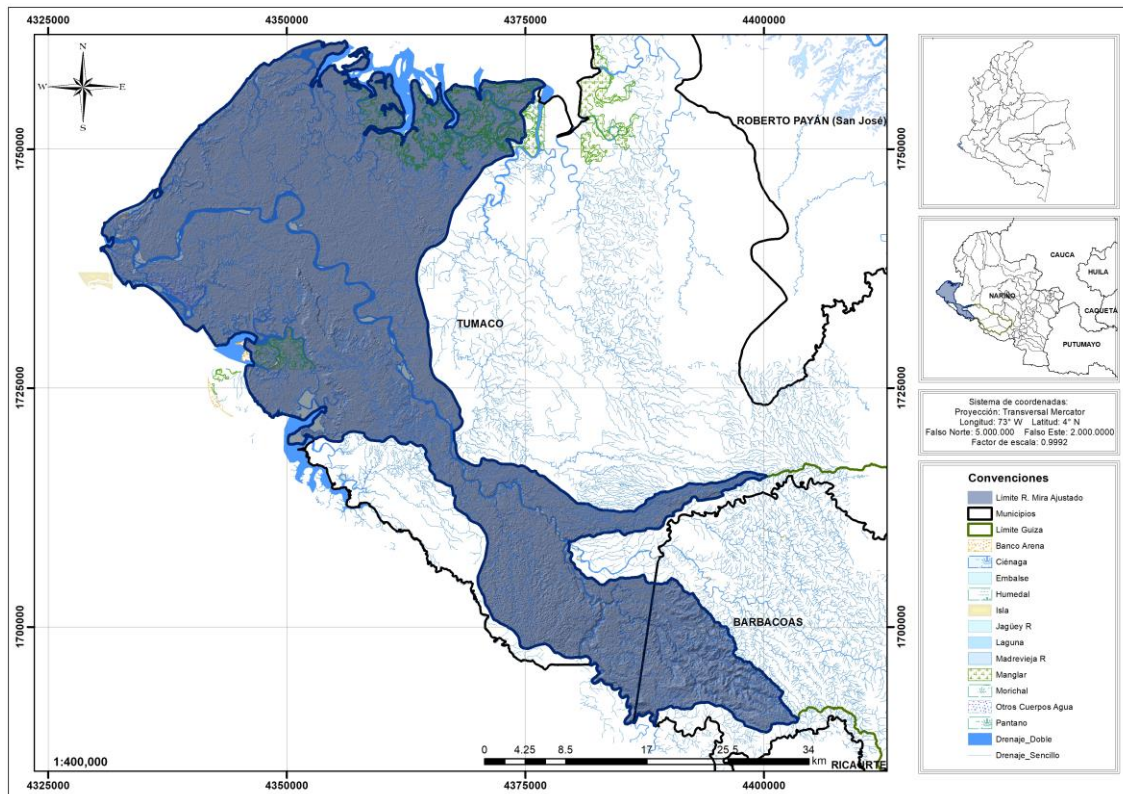 4325000
4350000
4375000
4400000
N
W
E
S
1750000
1725000
1700000
1750000
1725000
1700000
ROBERTO PAYÁN (San José)
TUMACO
BARBACOAS
RICAURTE
1:400,000
0 4.25 8.5 17 25.5 34
km
4325000
4350000
4375000
4400000
CAUCA
HUILA
NARIÑO
CAQUETÁ
PUTUMAYO
Sistema de coordenadas:
Proyección: Transversal Mercator
Longitud: 73° W Latitud: 4° N
Falso Norte: 5.000.000 Falso Este: 2.000.0000
Factor de escala: 0.9992
Convenciones
Límite R. Mira Ajustado
Municipios
Límite Guiza
Banco Arena
Ciénaga
Embalse
Humedal
Isla
Jagüey R
Laguna
Madrevieja R
Manglar
Morichal
Otros Cuerpos Agua
Pantano
Drenaje_Doble
Drenaje_Sencillo